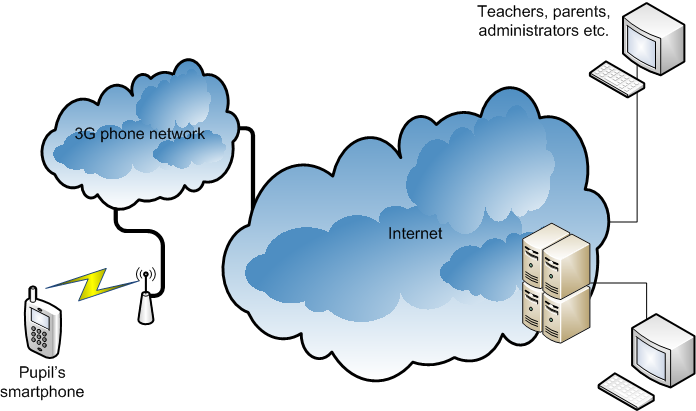 Teachers, parents,
administrators etc.
3G phone network
Internet
Pupil's
smartphone